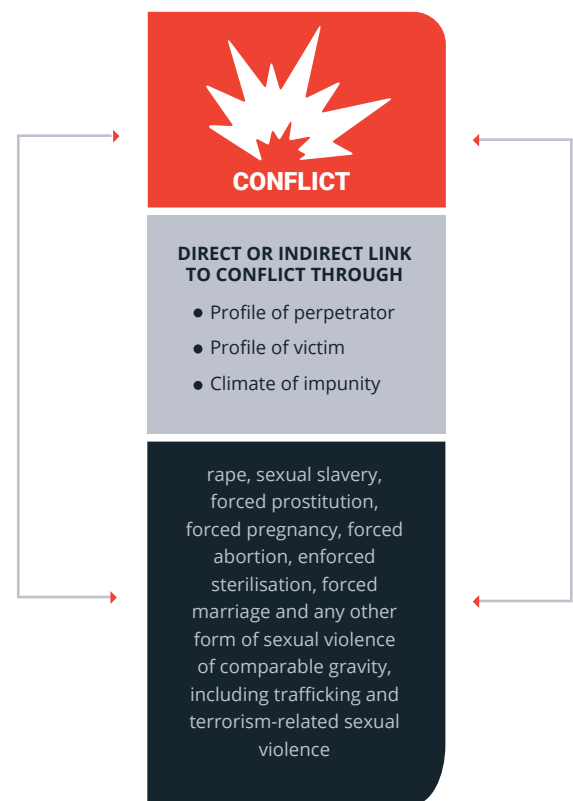 CONFLICT
DIRECT OR INDIRECT LINK
TO CONFLICT THROUGH
● Profile of perpetrator
● Profile of victim
● Climate of impunity
rape, sexual slavery,
forced prostitution,
forced pregnancy, forced
abortion, enforced
sterilisation, forced
marriage and any other
form of sexual violence
of comparable gravity,
including trafficking and
terrorism-related sexual
violence